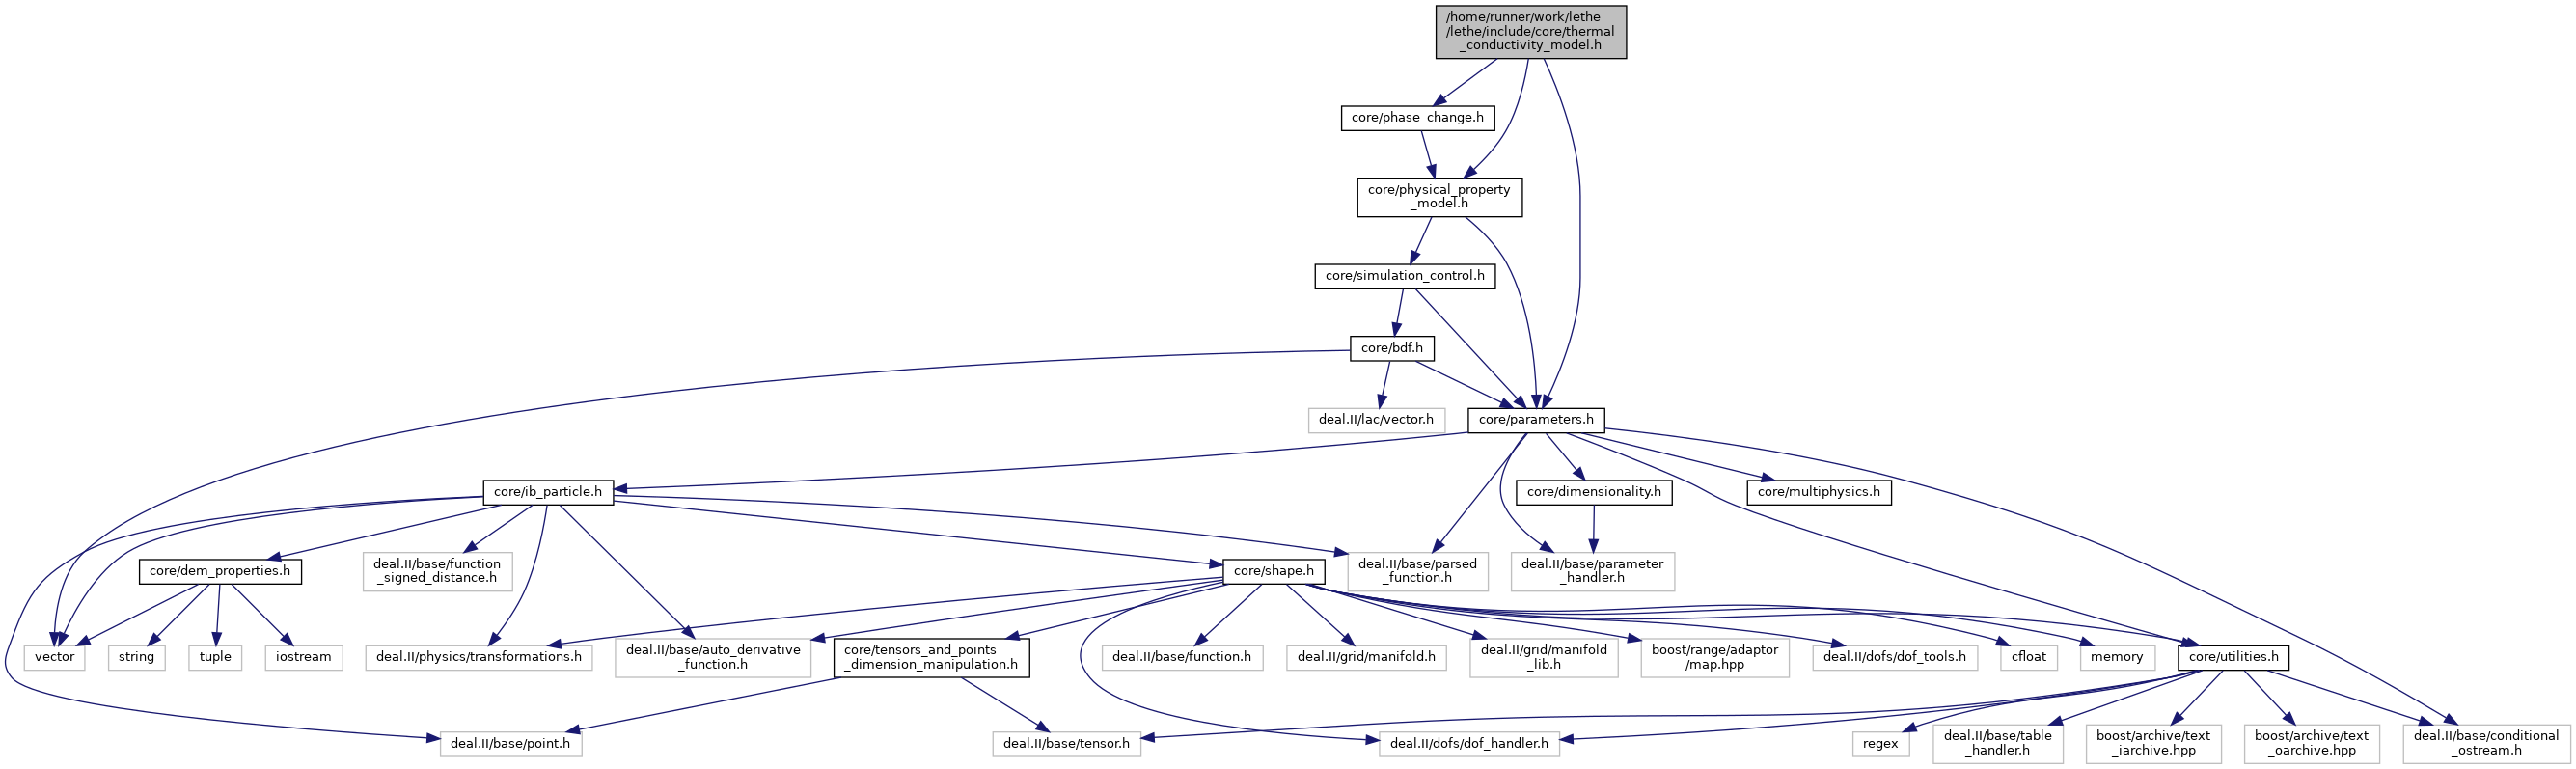 /home/runner/work/lethe
/lethe/include/core/thermal
_conductivity_model.h
core/phase_change.h
core/physical_property
_model.h
core/simulation_control.h
core/bdf.h
deal.II/lac/vector.h
core/parameters.h
core/ib_particle.h
core/dimensionality.h
core/multiphysics.h
core/dem_properties.h
deal.II/base/function
_signed_distance.h
core/shape.h
deal.II/base/parsed
_function.h
deal.II/base/parameter
_handler.h
vector
string
tuple
iostream
deal.II/physics/transformations.h
deal.II/base/auto_derivative
_function.h
core/tensors_and_points
_dimension_manipulation.h
deal.II/base/function.h
deal.II/grid/manifold.h
deal.II/grid/manifold
_lib.h
boost/range/adaptor
/map.hpp
deal.II/dofs/dof_tools.h
cfloat
memory
core/utilities.h
deal.II/base/point.h
deal.II/base/tensor.h
deal.II/dofs/dof_handler.h
regex
deal.II/base/table
_handler.h
boost/archive/text
_iarchive.hpp
boost/archive/text
_oarchive.hpp
deal.II/base/conditional
_ostream.h